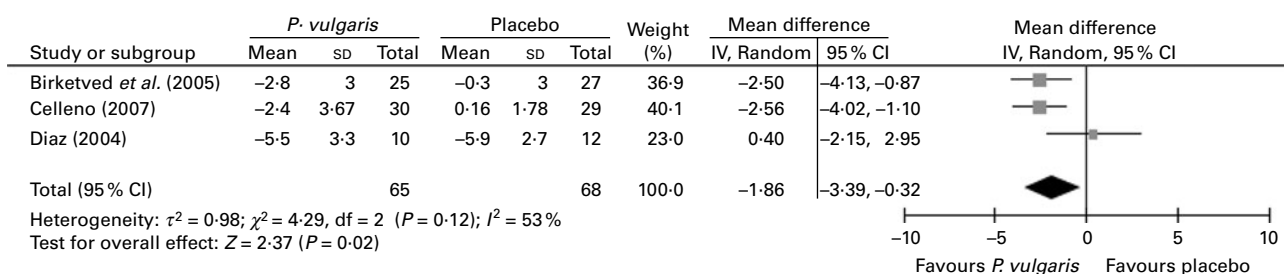 P· vulgaris Placebo Weight Mean difference Mean difference
Study or subgroup Mean SD Total Mean SD Total (%) IV, Random 95 % CI IV, Random, 95 % CI
Birketved et al. (2005) –2·8 3 25 –0·3 3 27 36·9 –2·50 –4·13, –0·87
Celleno (2007) –2·4 3·67 30 0·16 1·78 29 40·1 –2·56 –4·02, –1·10
Diaz (2004) –5·5 3·3 10 –5·9 2·7 12 23·0 0·40 –2·15, 2·95
Total (95 % CI) 65 68 100·0 –1·86 –3·39, –0·32
Heterogeneity: τ² = 0·98; χ² = 4·29, df = 2 (P = 0·12); I² = 53 %
Test for overall effect: Z = 2·37 (P = 0·02)
–10 –5 0 5 10
Favours P. vulgaris Favours placebo